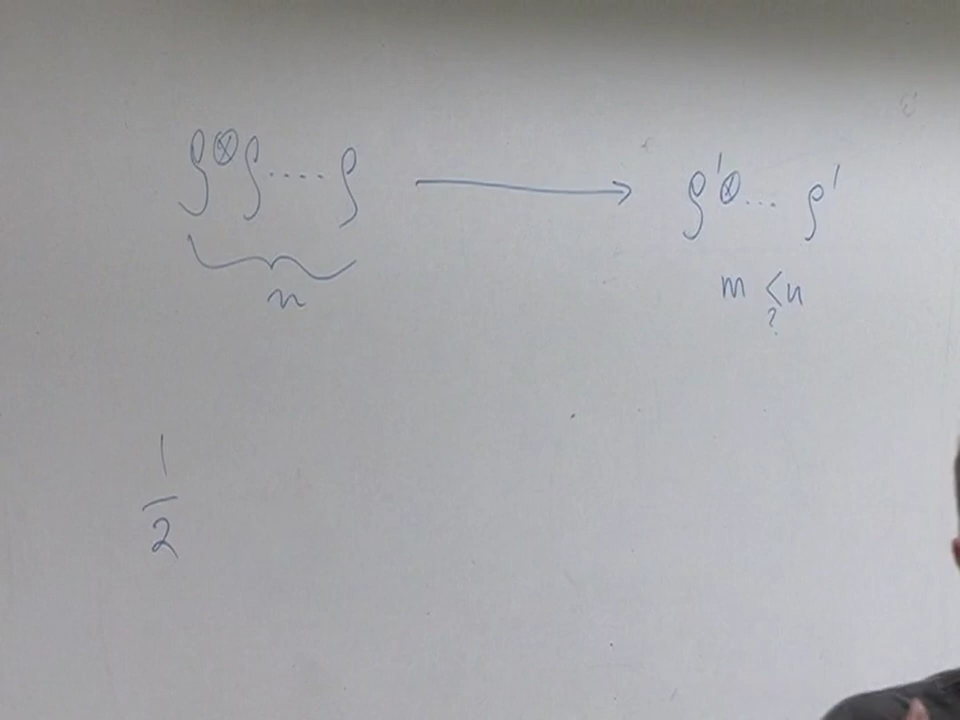 ρ ⊗ ρ ..... ρ ⟶ ρ' ⊗ ... ρ'
n
m < n
?
1
2